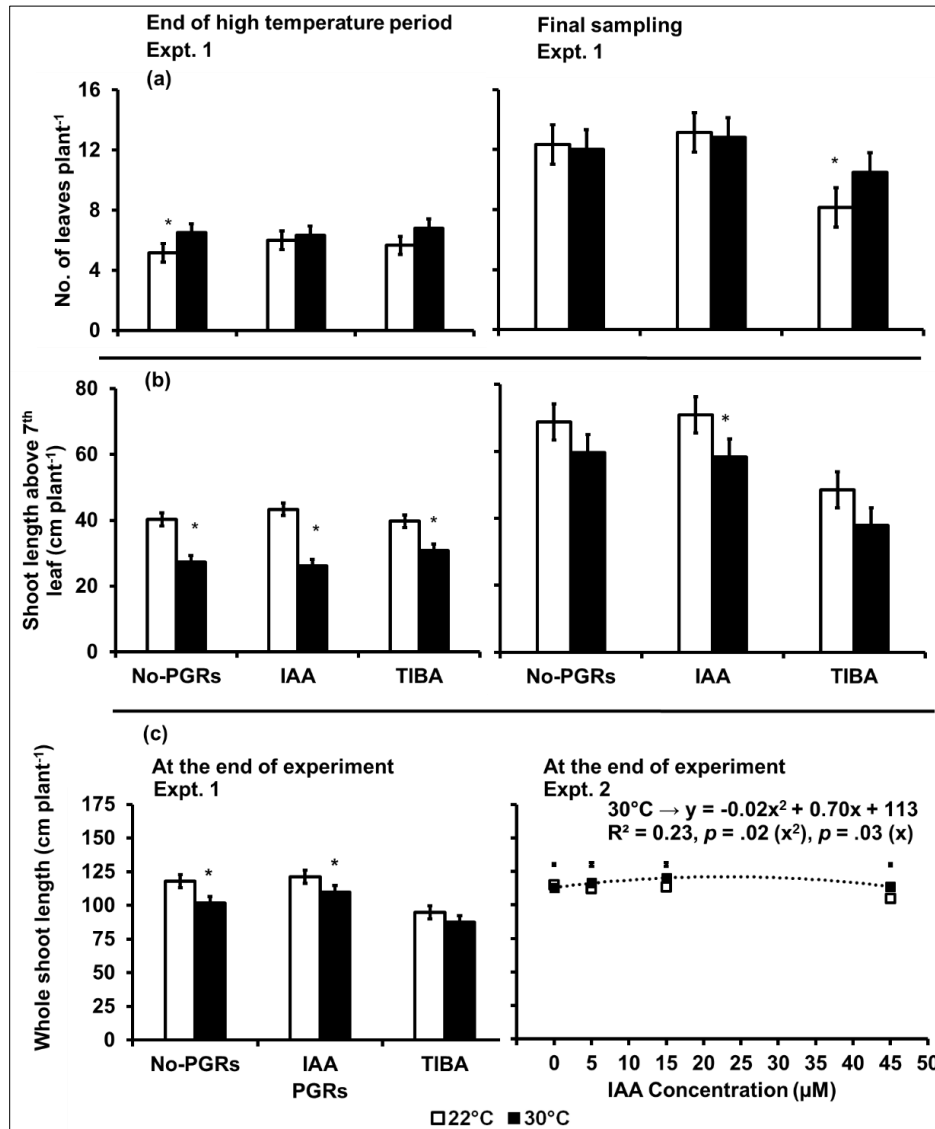 End of high temperature period
Expt. 1
Final sampling
Expt. 1
(a)
No. of leaves plant⁻¹
16
12
8
4
0
*
*
(b)
Shoot length above 7th
leaf (cm plant⁻¹)
80
60
40
20
0
*
*
*
*
No-PGRs IAA TIBA
No-PGRs IAA TIBA
(c)
Whole shoot length (cm plant⁻¹)
At the end of experiment
Expt. 1
175
150
125
100
75
50
25
0
*
*
No-PGRs IAA TIBA
PGRs
At the end of experiment
Expt. 2
30°C → y = -0.02x² + 0.70x + 113
R² = 0.23, p = .02 (x²), p = .03 (x)
0 5 10 15 20 25 30 35 40 45 50
IAA Concentration (µM)
22°C 30°C